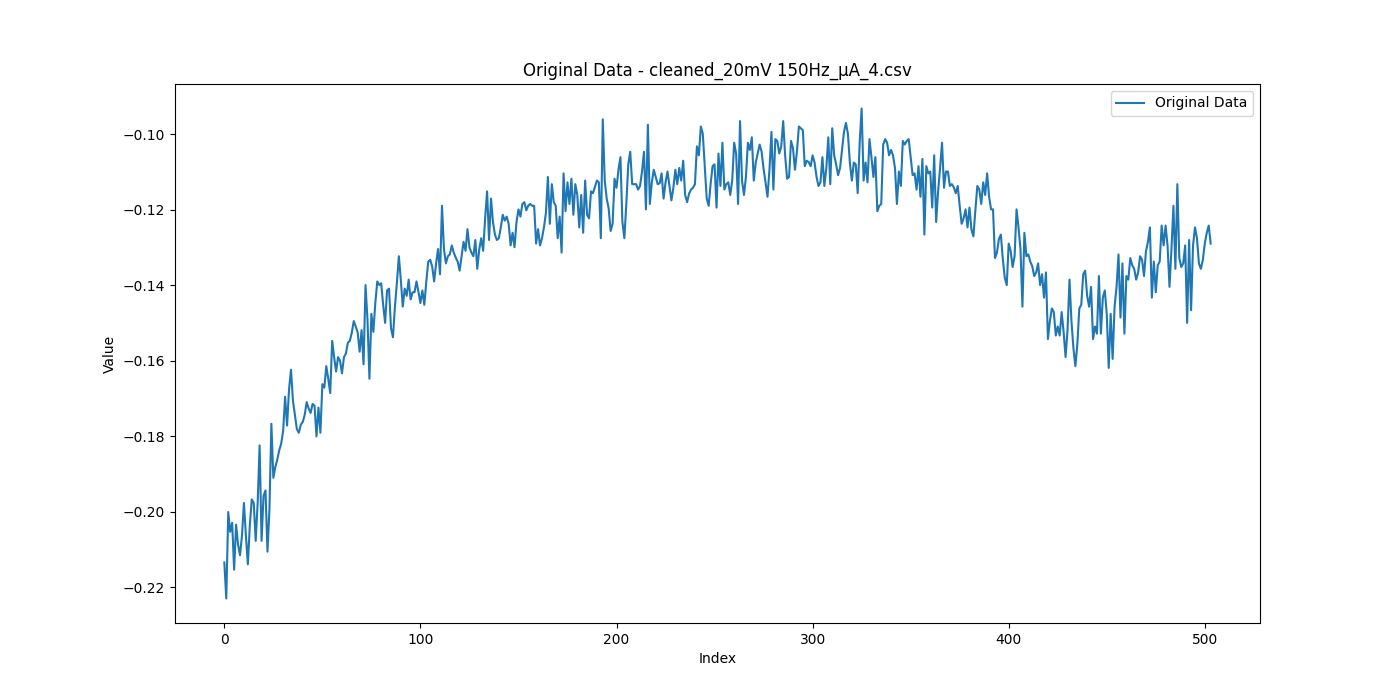 Original Data - cleaned_20mV 150Hz_μA_4.csv
Original Data
−0.10
−0.12
−0.14
−0.16
−0.18
−0.20
−0.22
Value
0 100 200 300 400 500
Index